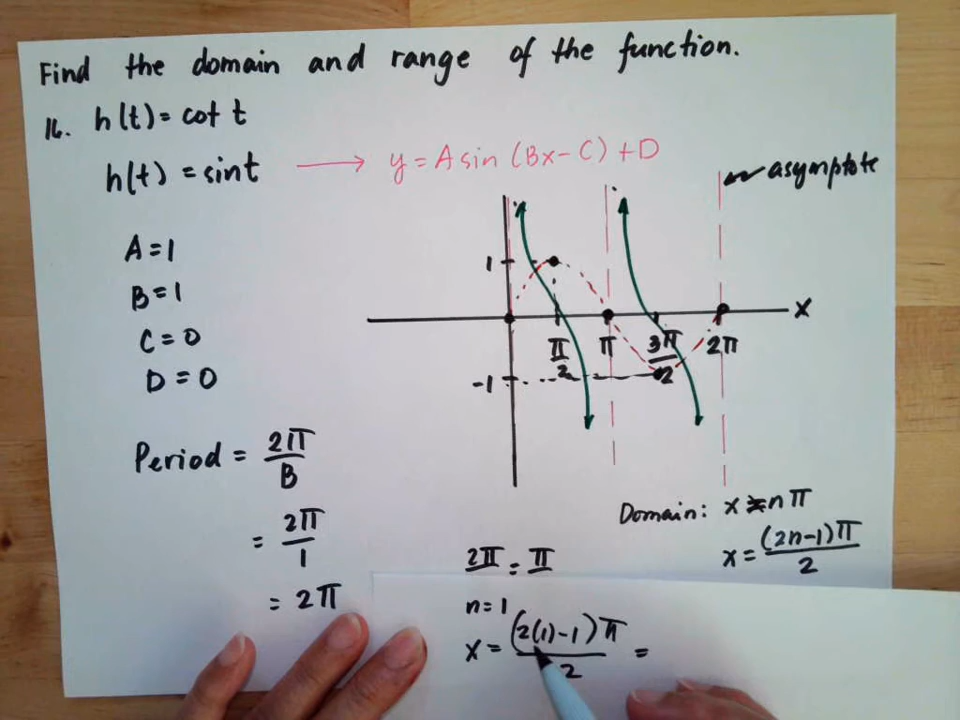 Find the domain and range of the function.
16. h(t) = cot t
h(t) = sint → y = A sin (Bx - C) + D
asymptote
A = 1
B = 1
C = 0
D = 0
1
-1
π/2 π 3π/2 2π
x
Period = 2π/B
= 2π/1
= 2π
Domain: x ≠ nπ
x = (2n-1)π/2
2π = π
n = 1
x = (2(1)-1)π/2 =